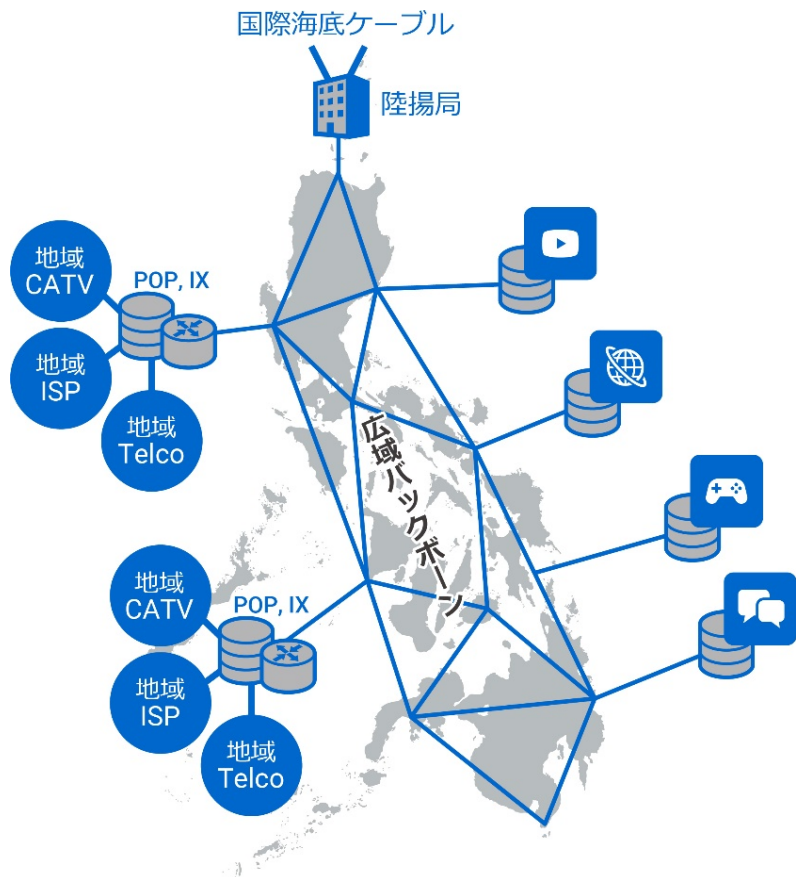 国際海底ケーブル
陸揚局
地域
CATV
POP, IX
地域
ISP
地域
Telco
広域バックボーン
地域
CATV
POP, IX
地域
ISP
地域
Telco